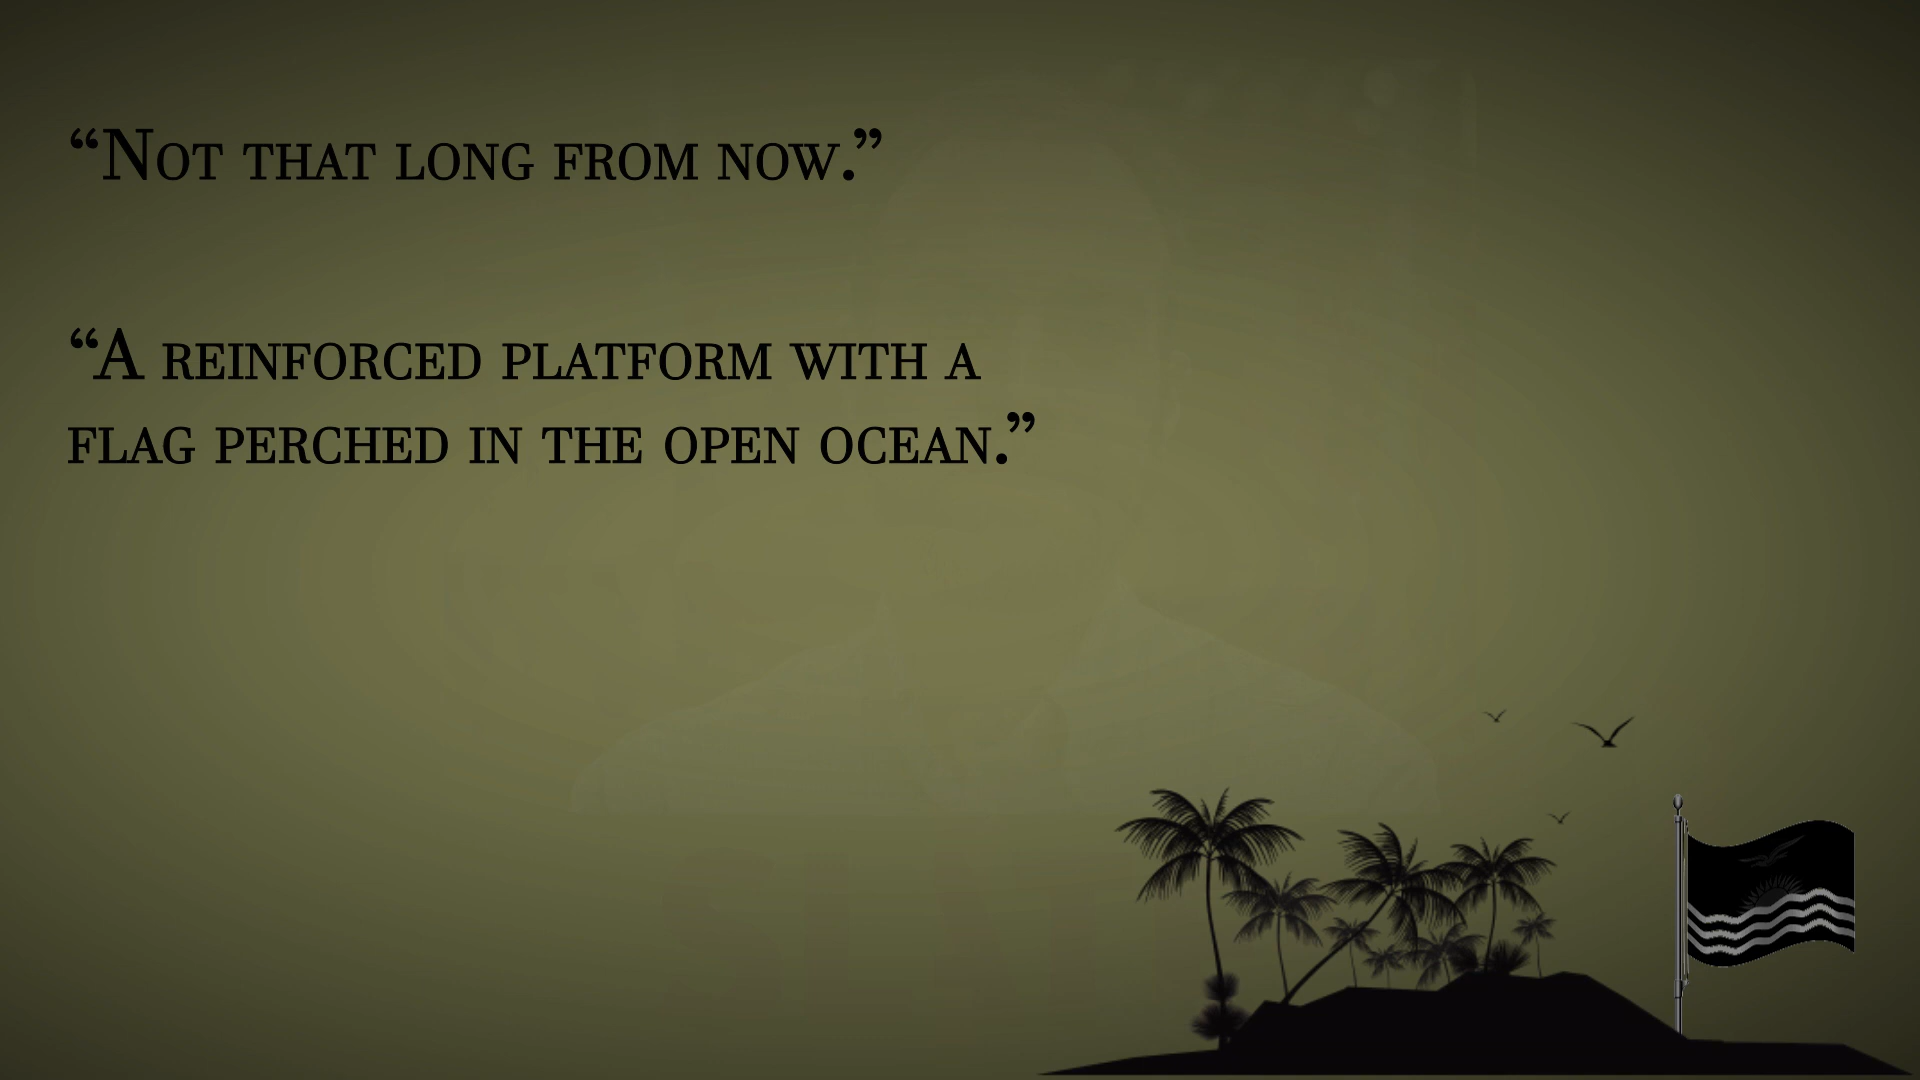 “Not that long from now.”
“A reinforced platform with a
flag perched in the open ocean.”